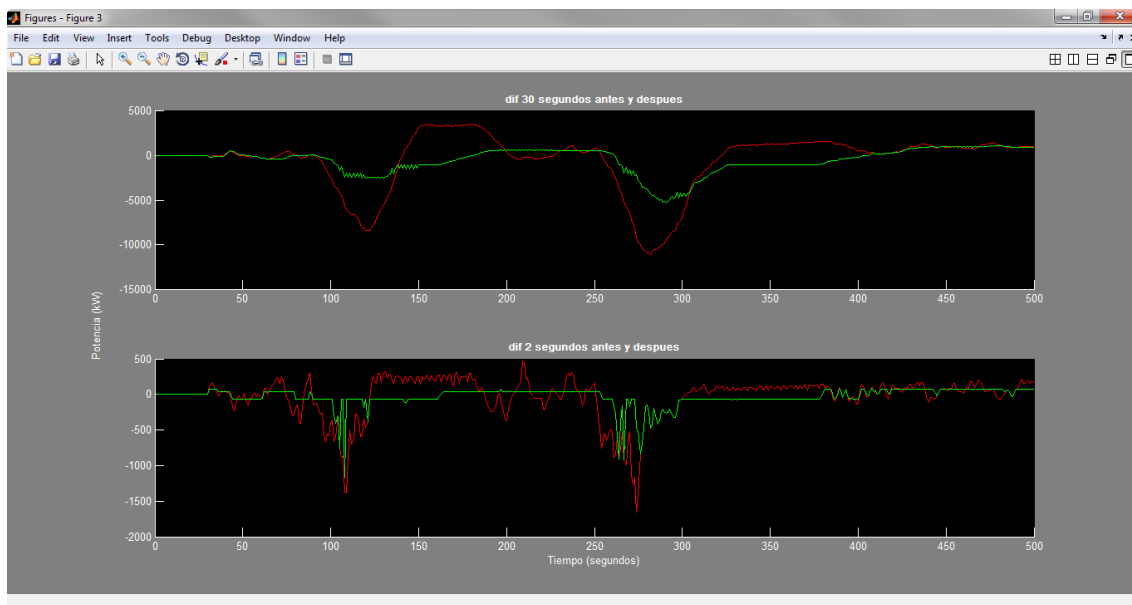 Figures - Figure 3
File Edit View Insert Tools Debug Desktop Window Help
dif 30 segundos antes y despues
5000
0
-5000
-10000
-15000
0 50 100 150 200 250 300 350 400 450 500
Potencia (kW)
dif 2 segundos antes y despues
500
0
-500
-1000
-1500
-2000
0 50 100 150 200 250 300 350 400 450 500
Tiempo (segundos)